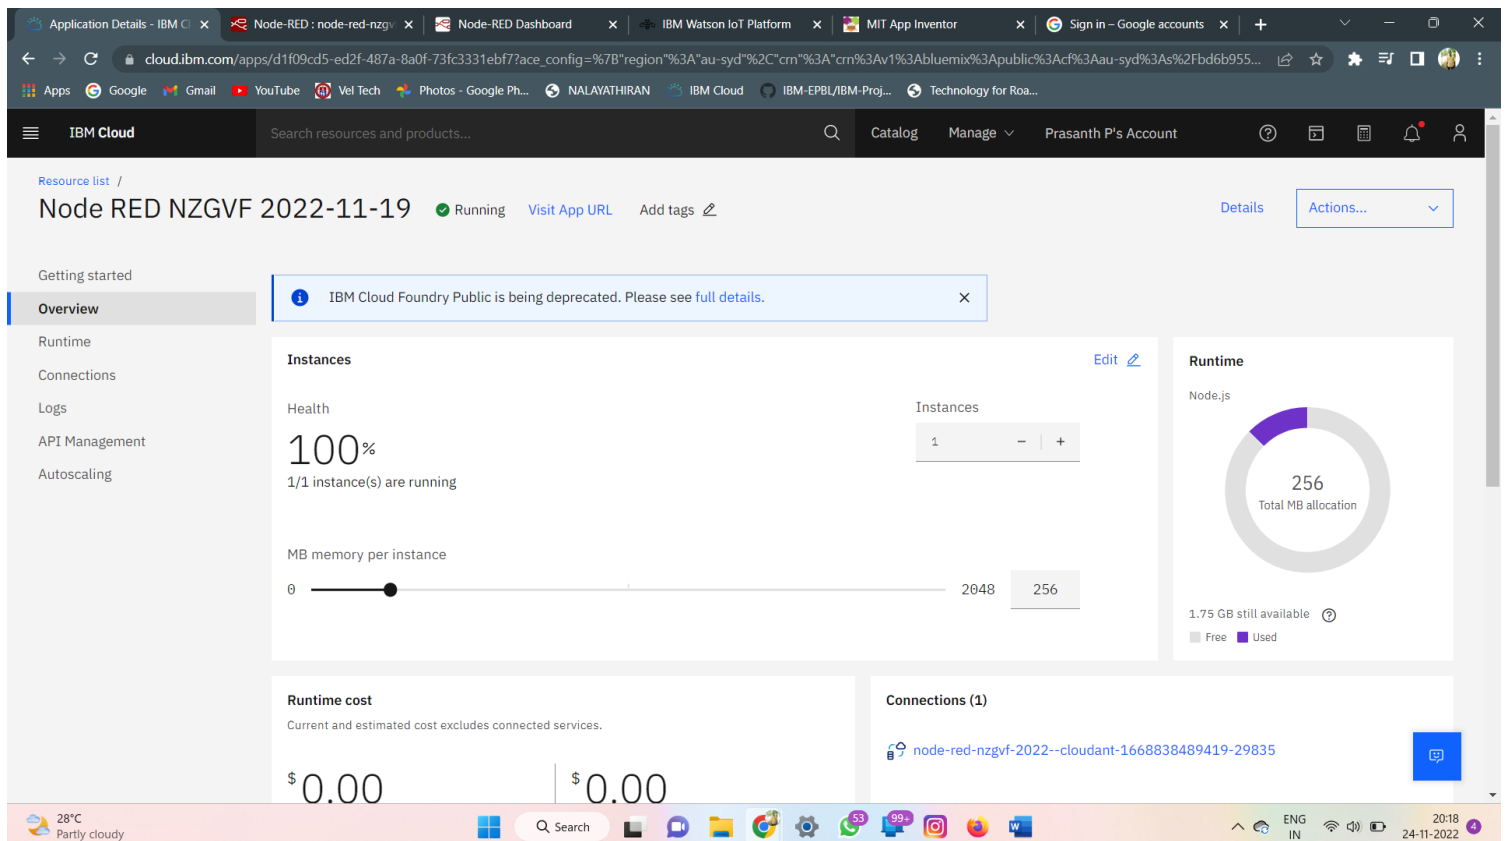 Application Details - IBM Cl
Node-RED : node-red-nzgv
Node-RED Dashboard
IBM Watson IoT Platform
MIT App Inventor
Sign in – Google accounts
cloud.ibm.com/apps/d1f09cd5-ed2f-487a-8a0f-73fc3331ebf7?ace_config=%7B"region"%3A"au-syd"%2C"crn"%3A"crn%3Av1%3Abluemix%3Apublic%3Acf%3Aau-syd%3As%2Fbd6b955...
Apps Google Gmail YouTube Vel Tech Photos - Google Ph... NALAYATHIRAN IBM Cloud IBM-EPBL/IBM-Proj... Technology for Roa...
IBM Cloud Search resources and products... Catalog Manage Prasanth P's Account
Resource list /
Node RED NZGVF 2022-11-19 Running Visit App URL Add tags Details Actions...
Getting started
Overview
Runtime
Connections
Logs
API Management
Autoscaling
IBM Cloud Foundry Public is being deprecated. Please see full details.
Instances Edit
Health
100%
1/1 instance(s) are running
Instances
1 − +
MB memory per instance
0 2048 256
Runtime
Node.js
256
Total MB allocation
1.75 GB still available
Free Used
Runtime cost
Current and estimated cost excludes connected services.
$0.00 $0.00
Connections (1)
node-red-nzgvf-2022--cloudant-1668838489419-29835
28°C
Partly cloudy
Search
53
99+
ENG
IN
20:18
24-11-2022
4